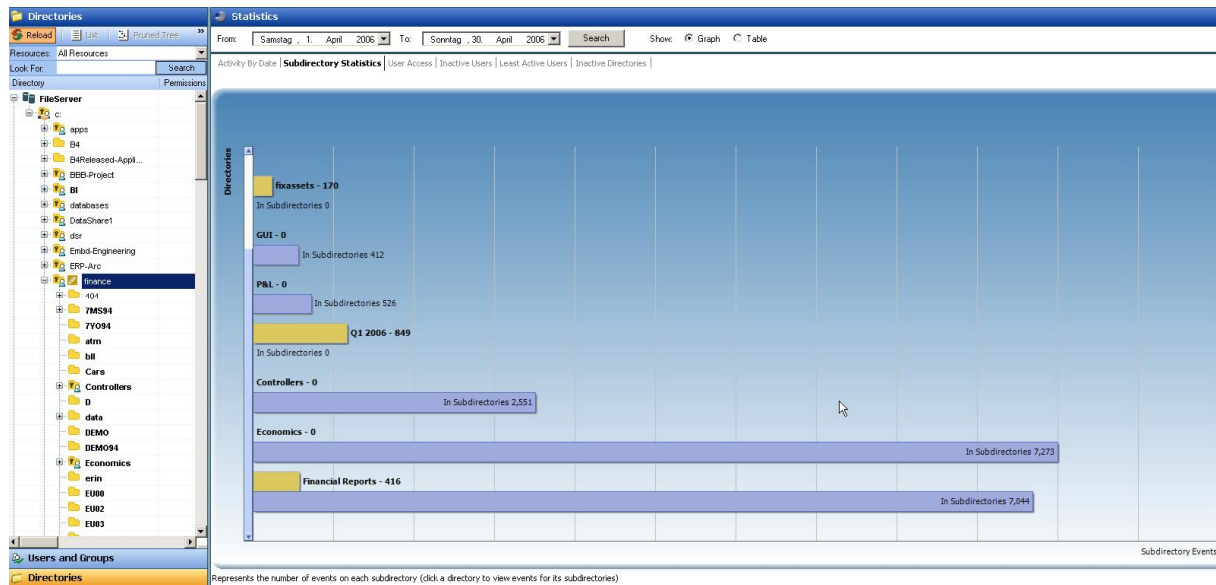 Directories
Reload List Pruned Tree »
Resources: All Resources
Look For: Search
Directory Permissions
FileServer
c:
apps
B4
B4Released-Appli...
BBB-Project
BI
databases
DataShare1
dsr
Embd-Engineering
ERP-Arc
finance
404
7MS94
7YO94
atm
bll
Cars
Controllers
D
data
DEMO
DEMO94
Economics
erin
EU00
EU02
EU03
Users and Groups
Directories
Statistics
From: Samstag , 1. April 2006 To: Sonntag , 30. April 2006 Search Show: Graph Table
Activity By Date | Subdirectory Statistics | User Access | Inactive Users | Least Active Users | Inactive Directories |
Directories
fixassets - 170
In Subdirectories 0
GUI - 0
In Subdirectories 412
P&L - 0
In Subdirectories 526
Q1 2006 - 849
In Subdirectories 0
Controllers - 0
In Subdirectories 2,551
Economics - 0
In Subdirectories 7,273
Financial Reports - 416
In Subdirectories 7,044
Subdirectory Events
Represents the number of events on each subdirectory (click a directory to view events for its subdirectories)